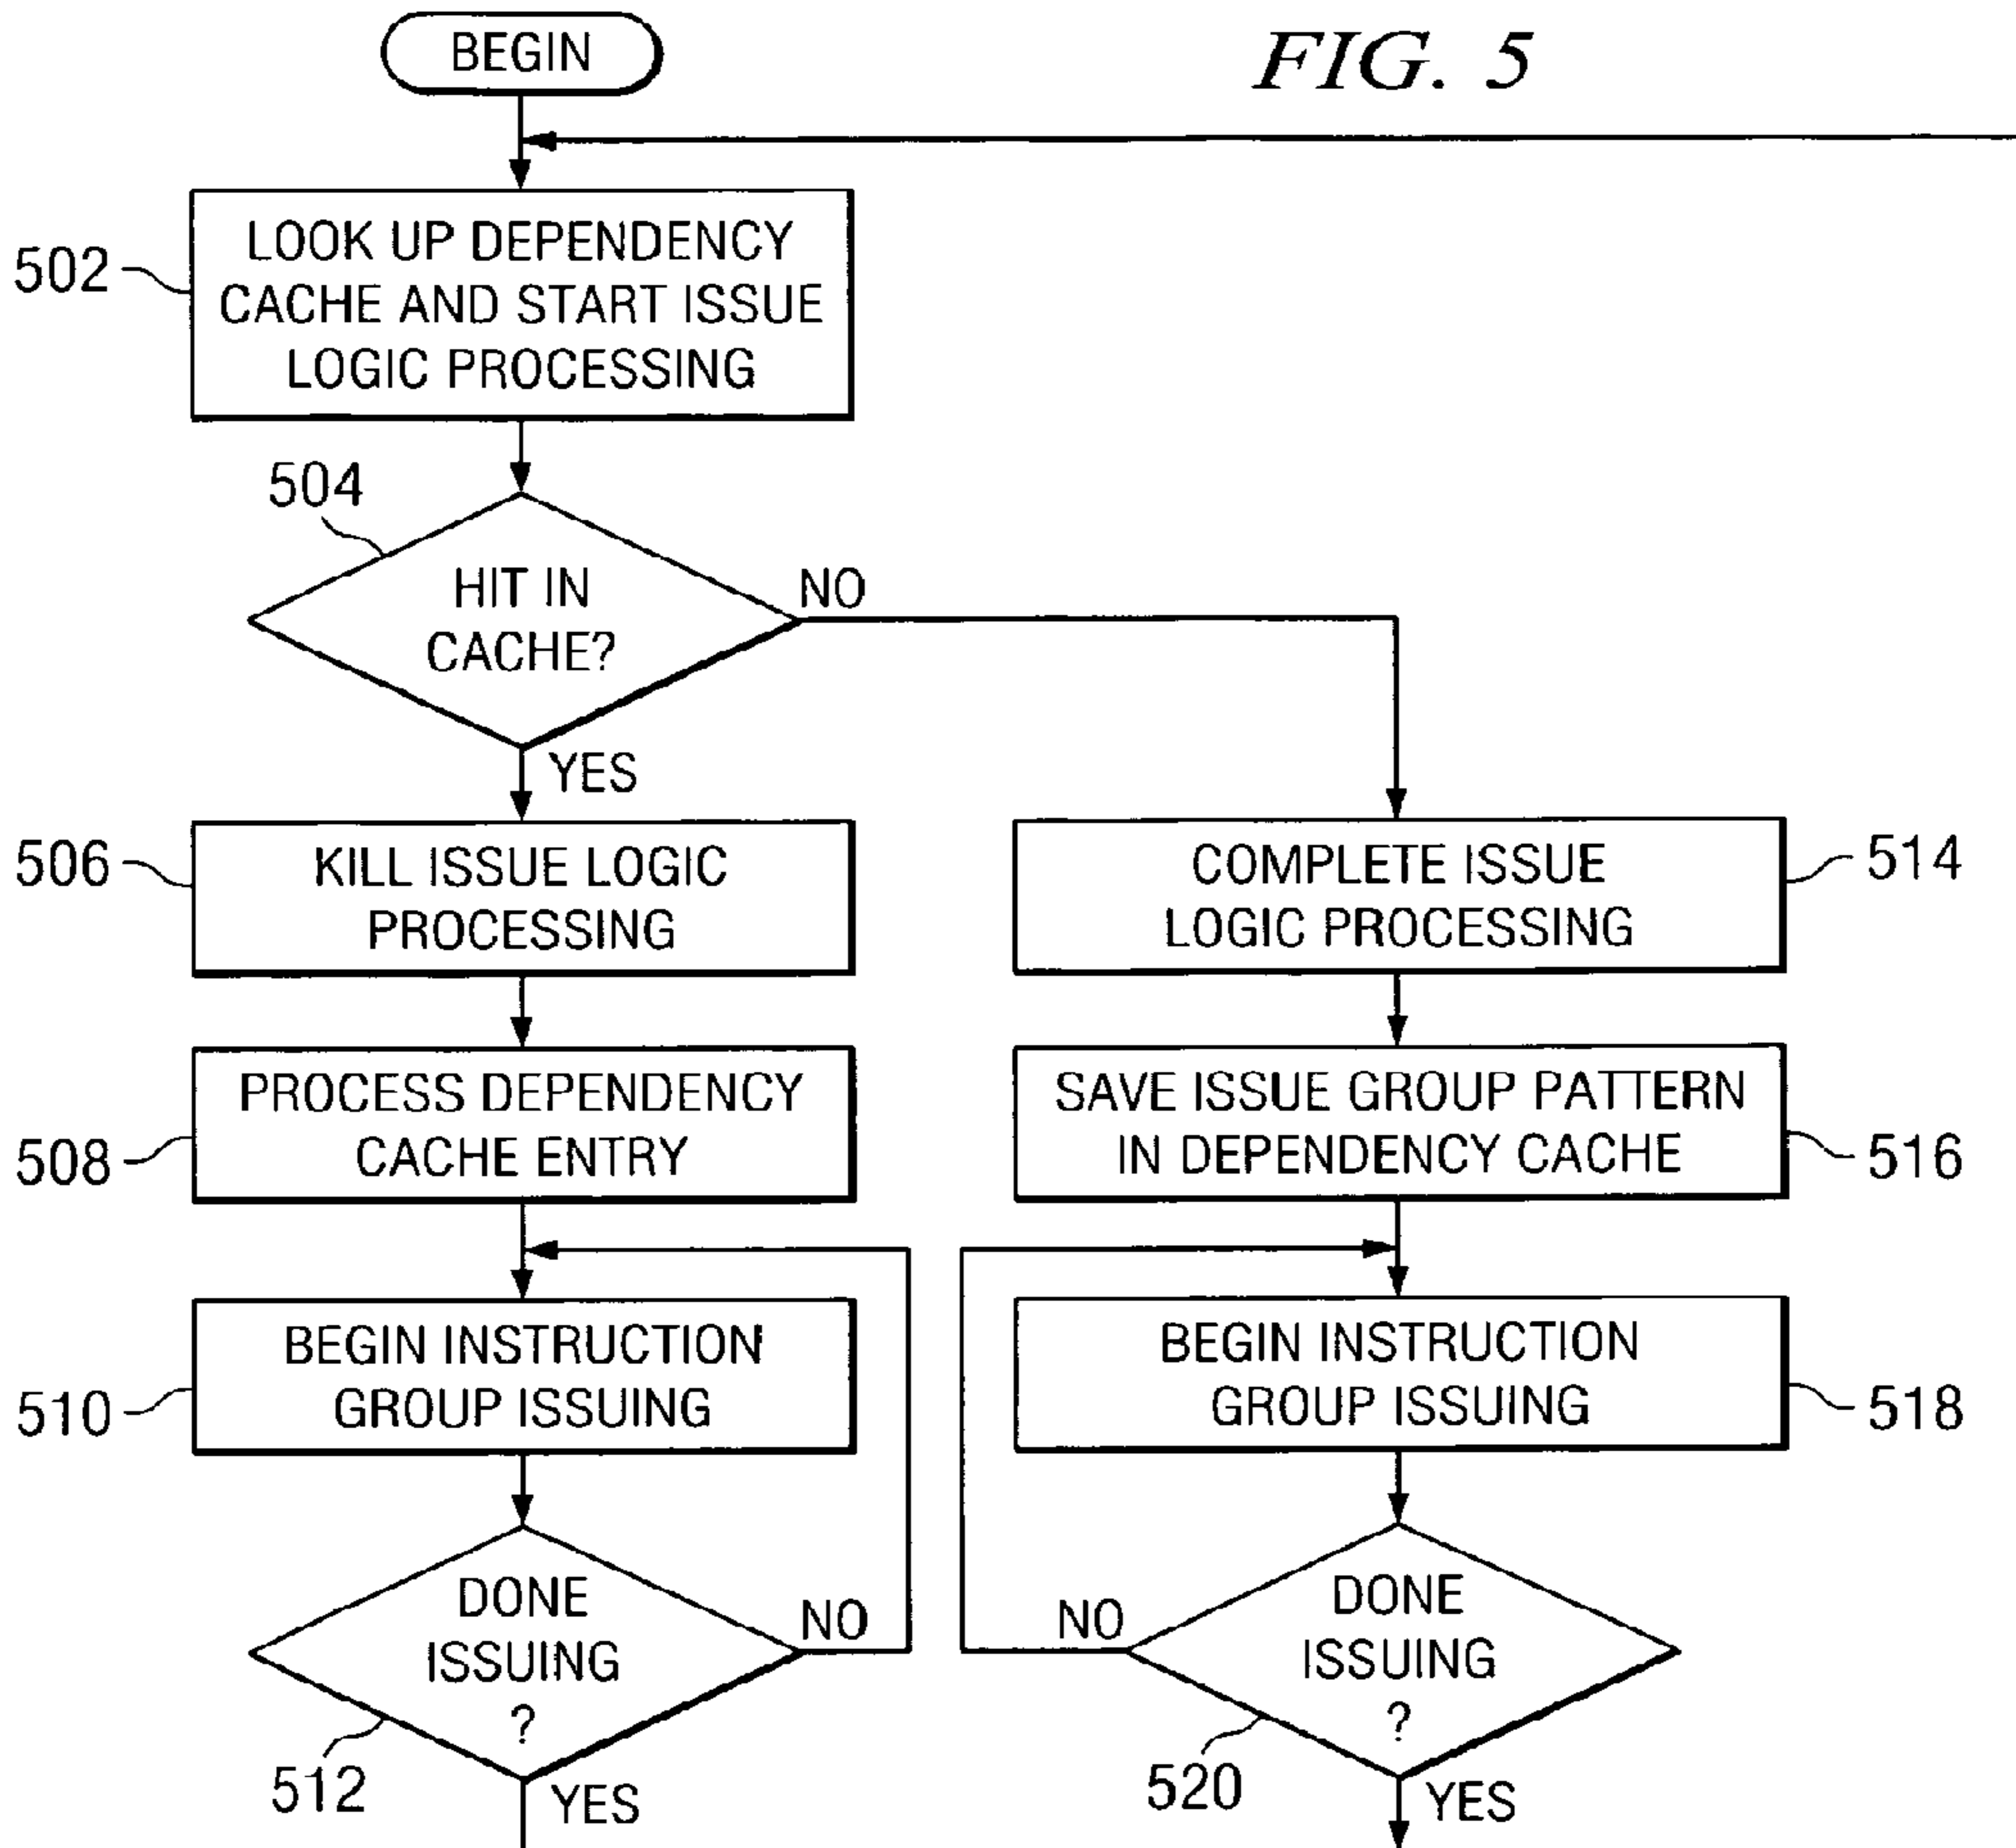 BEGIN
FIG. 5
502
LOOK UP DEPENDENCY
CACHE AND START ISSUE
LOGIC PROCESSING
504
HIT IN
CACHE?
NO
YES
506
KILL ISSUE LOGIC
PROCESSING
COMPLETE ISSUE
LOGIC PROCESSING
514
508
PROCESS DEPENDENCY
CACHE ENTRY
SAVE ISSUE GROUP PATTERN
IN DEPENDENCY CACHE
516
510
BEGIN INSTRUCTION
GROUP ISSUING
BEGIN INSTRUCTION
GROUP ISSUING
518
DONE
ISSUING
?
NO
512
YES
NO
DONE
ISSUING
?
520
YES